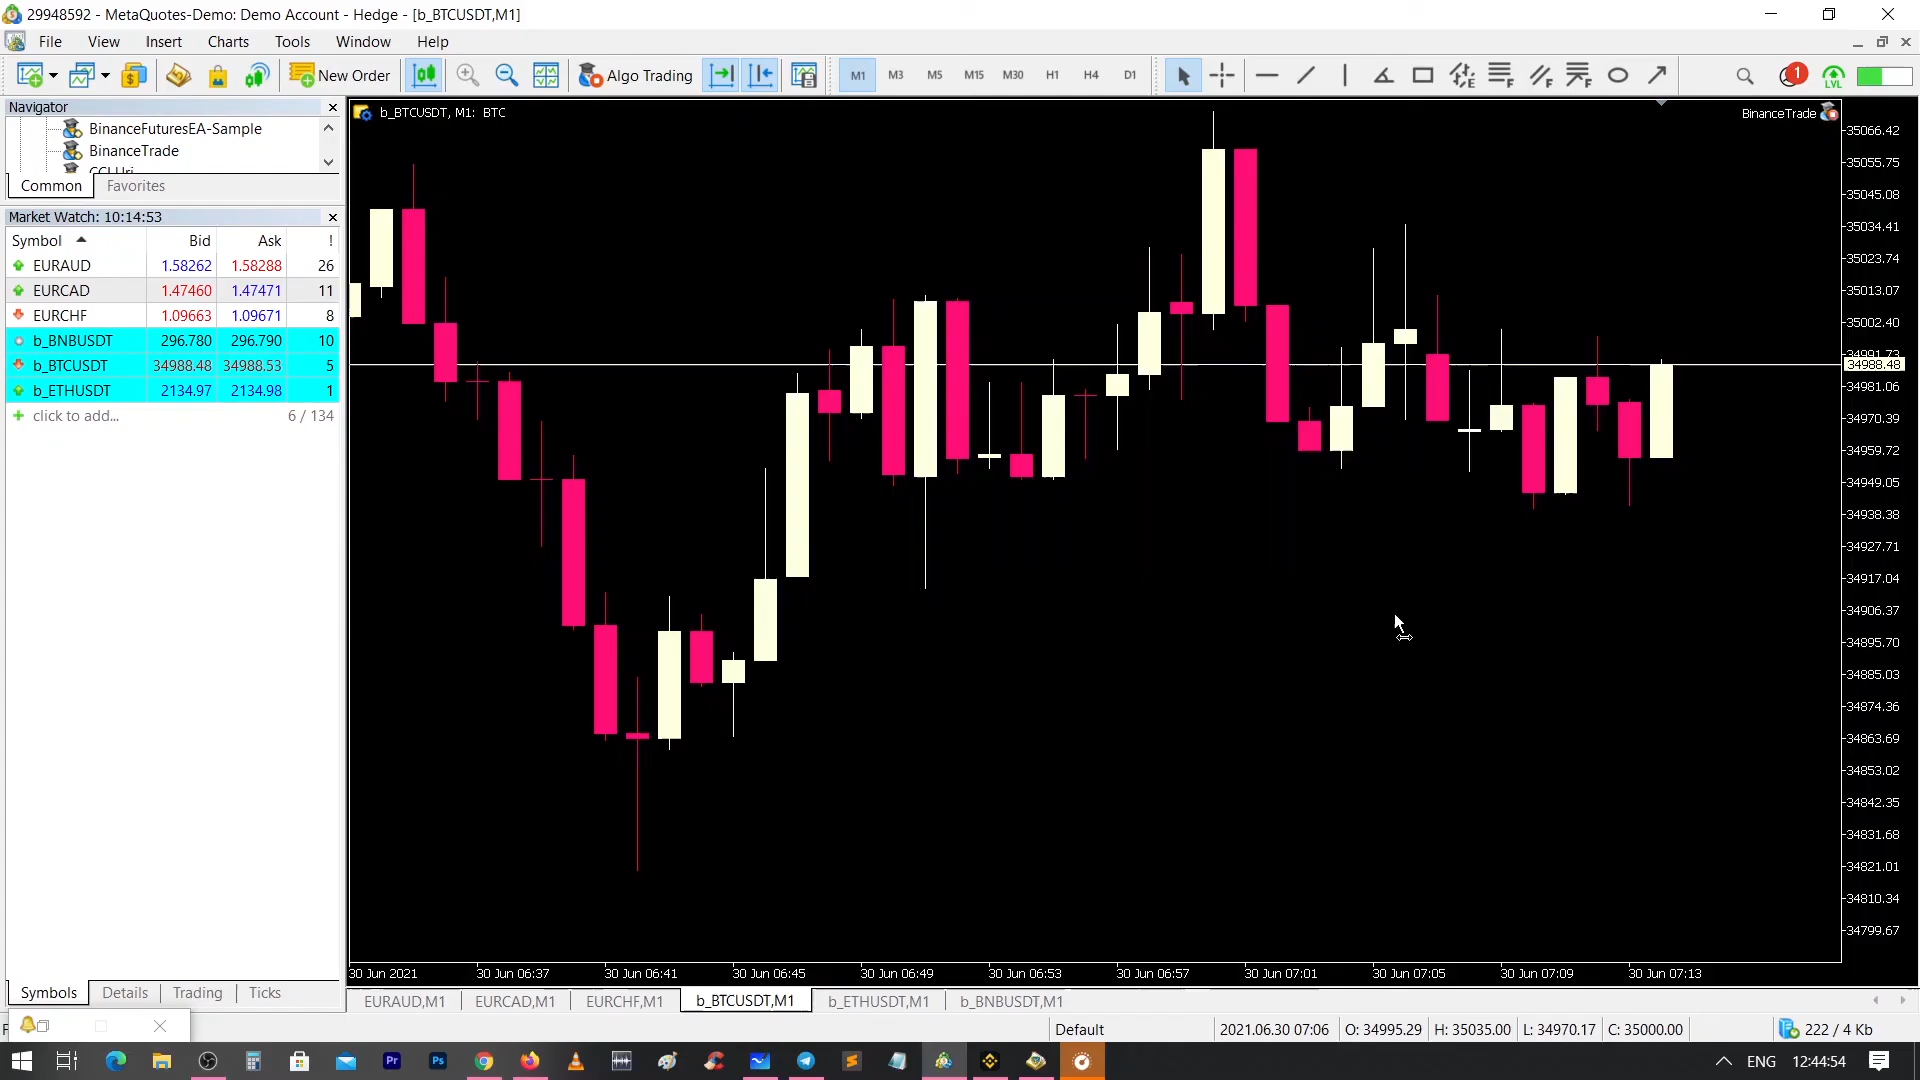 29948592 - MetaQuotes-Demo: Demo Account - Hedge - [b_BTCUSDT,M1]
File View Insert Charts Tools Window Help
New Order Algo Trading M1 M3 M5 M15 M30 H1 H4 D1 1 LVL
Navigator
BinanceFuturesEA-Sample
BinanceTrade
Common Favorites
Market Watch: 10:14:53
Symbol Bid Ask !
EURAUD 1.58262 1.58288 26
EURCAD 1.47460 1.47471 11
EURCHF 1.09663 1.09671 8
b_BNBUSDT 296.780 296.790 10
b_BTCUSDT 34988.48 34988.53 5
b_ETHUSDT 2134.97 2134.98 1
click to add... 6 / 134
Symbols Details Trading Ticks
b_BTCUSDT, M1: BTC
BinanceTrade
35066.42
35055.75
35045.08
35034.41
35023.74
35013.07
35002.40
34991.73
34988.48
34981.06
34970.39
34959.72
34949.05
34938.38
34927.71
34917.04
34906.37
34895.70
34885.03
34874.36
34863.69
34853.02
34842.35
34831.68
34821.01
34810.34
34799.67
30 Jun 2021 30 Jun 06:37 30 Jun 06:41 30 Jun 06:45 30 Jun 06:49 30 Jun 06:53 30 Jun 06:57 30 Jun 07:01 30 Jun 07:05 30 Jun 07:09 30 Jun 07:13
EURAUD,M1 EURCAD,M1 EURCHF,M1 b_BTCUSDT,M1 b_ETHUSDT,M1 b_BNBUSDT,M1
Default 2021.06.30 07:06 O: 34995.29 H: 35035.00 L: 34970.17 C: 35000.00 222 / 4 Kb
Pr Ps ENG 12:44:54